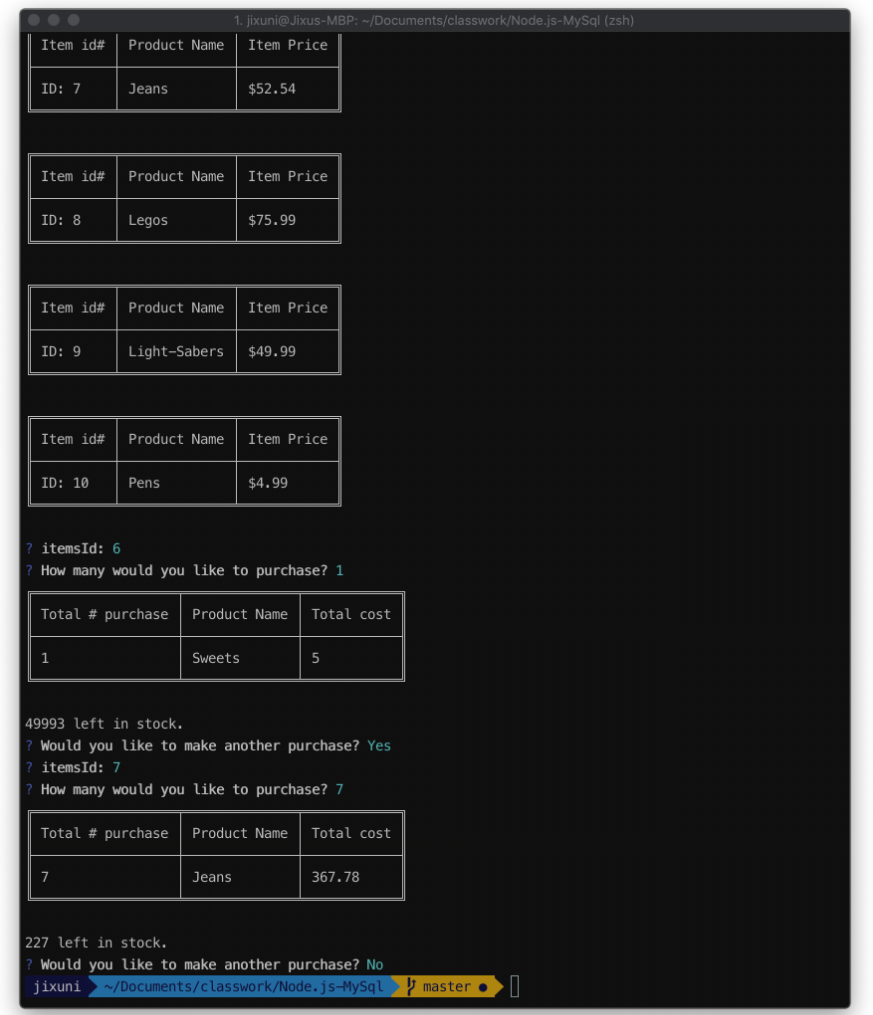 1. jixuni@Jixus-MBP: ~/Documents/classwork/Node.js-MySql (zsh)
Item id# Product Name Item Price
ID: 7 Jeans $52.54
Item id# Product Name Item Price
ID: 8 Legos $75.99
Item id# Product Name Item Price
ID: 9 Light-Sabers $49.99
Item id# Product Name Item Price
ID: 10 Pens $4.99
? itemsId: 6
? How many would you like to purchase? 1
Total # purchase Product Name Total cost
1 Sweets 5
49993 left in stock.
? Would you like to make another purchase? Yes
? itemsId: 7
? How many would you like to purchase? 7
Total # purchase Product Name Total cost
7 Jeans 367.78
227 left in stock.
? Would you like to make another purchase? No
jixuni ~/Documents/classwork/Node.js-MySql master ●